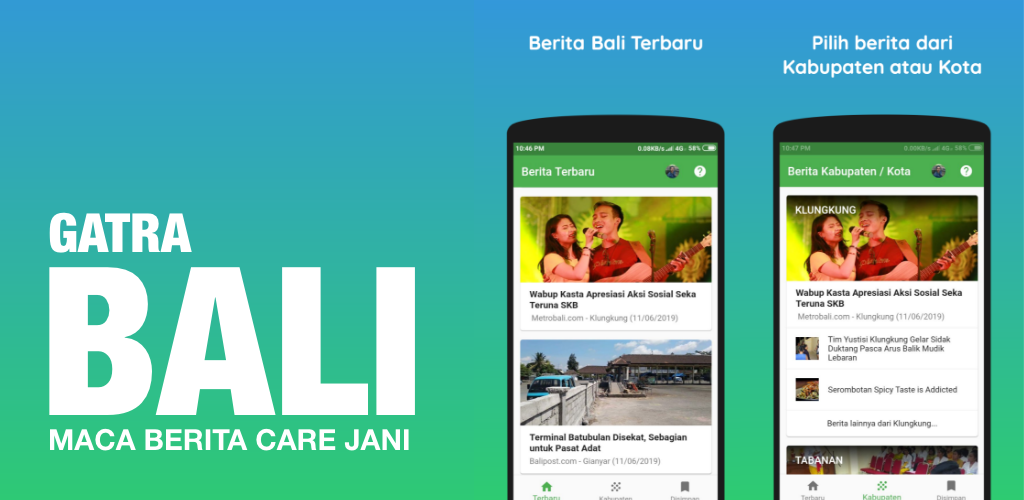 GATRA
BALI
MACA BERITA CARE JANI
Berita Bali Terbaru
10:46 PM
0.08KB/s 4G 58%
Berita Terbaru
Wabup Kasta Apresiasi Aksi Sosial Seka
Teruna SKB
Metrobali.com - Klungkung (11/06/2019)
Terminal Batubulan Disekat, Sebagian
untuk Pasat Adat
Balipost.com - Gianyar (11/06/2019)
Terbaru
Kabupaten
Disimpan
Pilih berita dari
Kabupaten atau Kota
10:47 PM
0.00KB/s 4G 58%
Berita Kabupaten / Kota
KLUNGKUNG
Wabup Kasta Apresiasi Aksi Sosial Seka
Teruna SKB
Metrobali.com - Klungkung (11/06/2019)
Tim Yustisi Klungkung Gelar Sidak
Duktang Pasca Arus Balik Mudik
Lebaran
Serombotan Spicy Taste is Addicted
Berita lainnya dari Klungkung...
TABANAN
Terbaru
Kabupaten
Disimpan